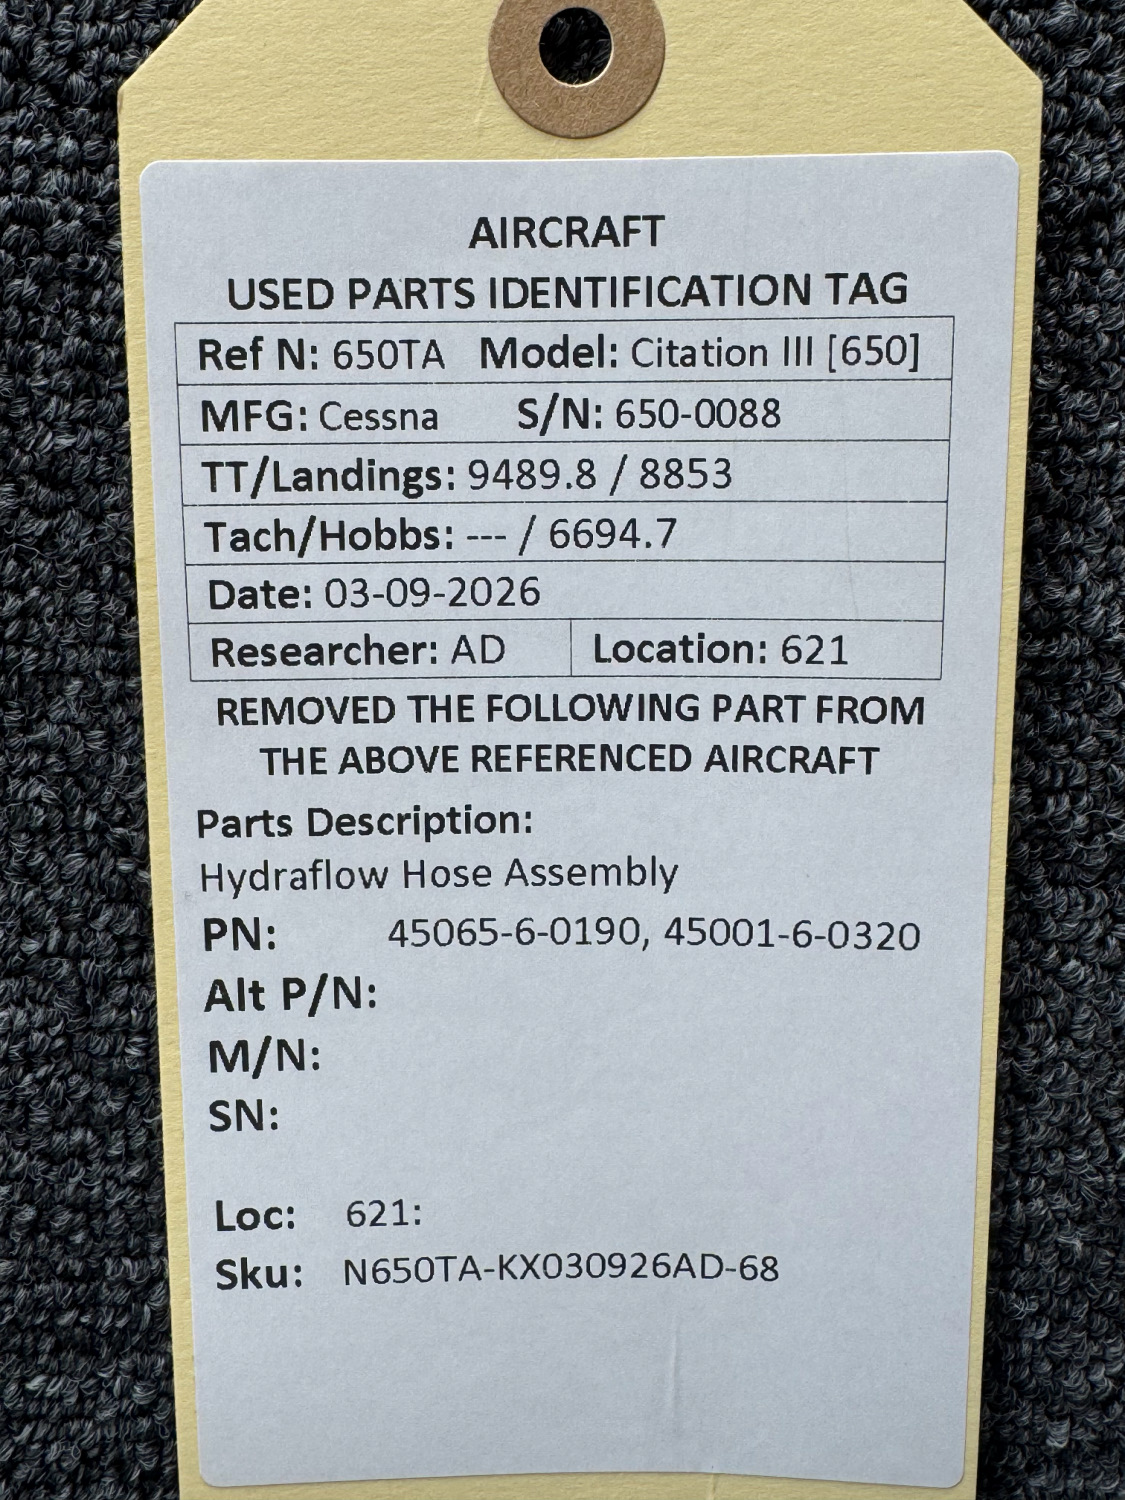 AIRCRAFT
USED PARTS IDENTIFICATION TAG
Ref N: 650TA Model: Citation III [650]
MFG: Cessna S/N: 650-0088
TT/Landings: 9489.8 / 8853
Tach/Hobbs: --- / 6694.7
Date: 03-09-2026
Researcher: AD Location: 621
REMOVED THE FOLLOWING PART FROM
THE ABOVE REFERENCED AIRCRAFT
Parts Description:
Hydraflow Hose Assembly
PN: 45065-6-0190, 45001-6-0320
Alt P/N:
M/N:
SN:
Loc: 621:
Sku: N650TA-KX030926AD-68